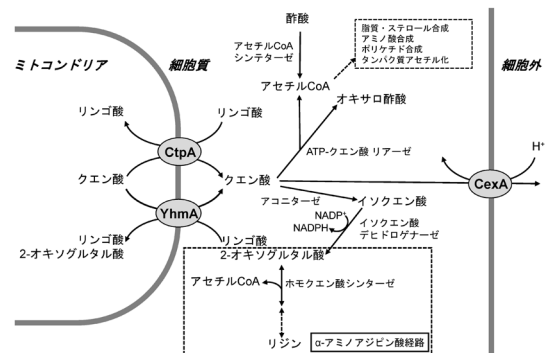 酢酸
アセチルCoA
シンテターゼ
脂質・ステロール合成
アミノ酸合成
ポリケチド合成
タンパク質アセチル化
ミトコンドリア
細胞質
細胞外
アセチルCoA
オキサロ酢酸
リンゴ酸
リンゴ酸
CtpA
ATP-クエン酸 リアーゼ
H⁺
クエン酸
クエン酸
CexA
アコニターゼ
イソクエン酸
YhmA
NADP⁺
NADPH
イソクエン酸
デヒドロゲナーゼ
リンゴ酸
2-オキソグルタル酸
リンゴ酸
2-オキソグルタル酸
アセチルCoA
ホモクエン酸シンターゼ
リジン
α-アミノアジピン酸経路